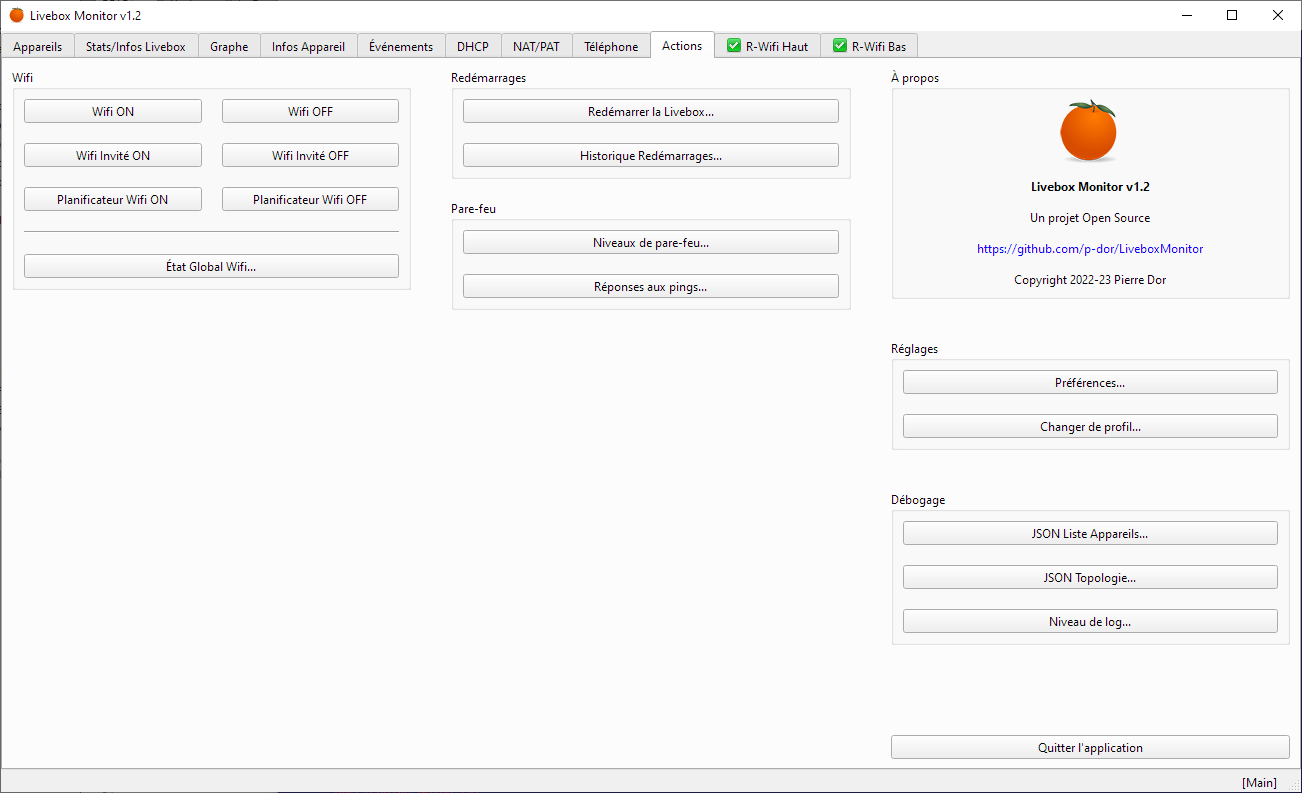 Livebox Monitor v1.2
Appareils Stats/Infos Livebox Graphe Infos Appareil Événements DHCP NAT/PAT Téléphone Actions R-Wifi Haut R-Wifi Bas
Wifi
Wifi ON Wifi OFF
Wifi Invité ON Wifi Invité OFF
Planificateur Wifi ON Planificateur Wifi OFF
État Global Wifi...
Redémarrages
Redémarrer la Livebox...
Historique Redémarrages...
Pare-feu
Niveaux de pare-feu...
Réponses aux pings...
À propos
Livebox Monitor v1.2
Un projet Open Source
https://github.com/p-dor/LiveboxMonitor
Copyright 2022-23 Pierre Dor
Réglages
Préférences...
Changer de profil...
Débogage
JSON Liste Appareils...
JSON Topologie...
Niveau de log...
Quitter l'application
[Main]